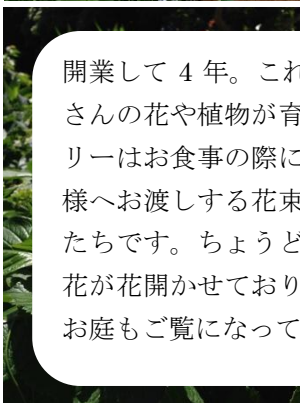 開業して 4 年。これ
さんの花や植物が育
リーはお食事の際に
様へお渡しする花束
たちです。ちょうど
花が花開かせており
お庭もご覧になって